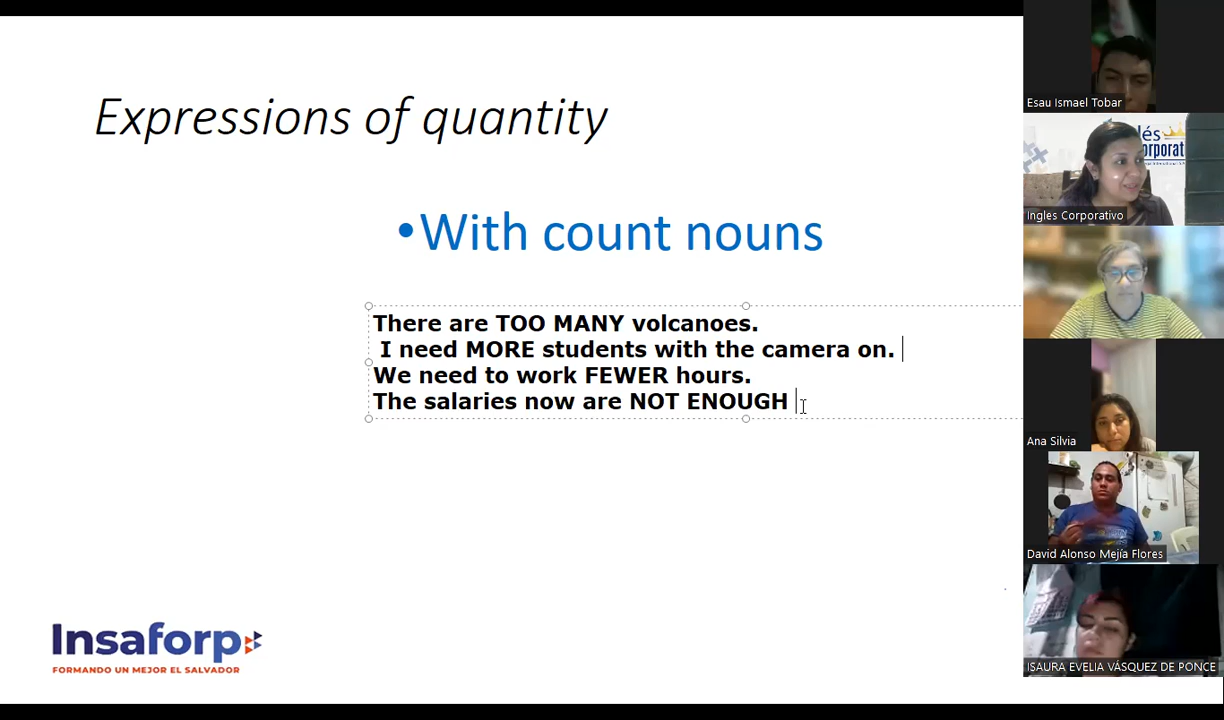 Expressions of quantity
•With count nouns
There are TOO MANY volcanoes.
I need MORE students with the camera on.
We need to work FEWER hours.
The salaries now are NOT ENOUGH
Insaforp
FORMANDO UN MEJOR EL SALVADOR
Esau Ismael Tobar
lés
orporat
Ingles Corporativo
Ana Silvia
David Alonso Mejía Flores
ISAURA EVELIA VÁSQUEZ DE PONCE